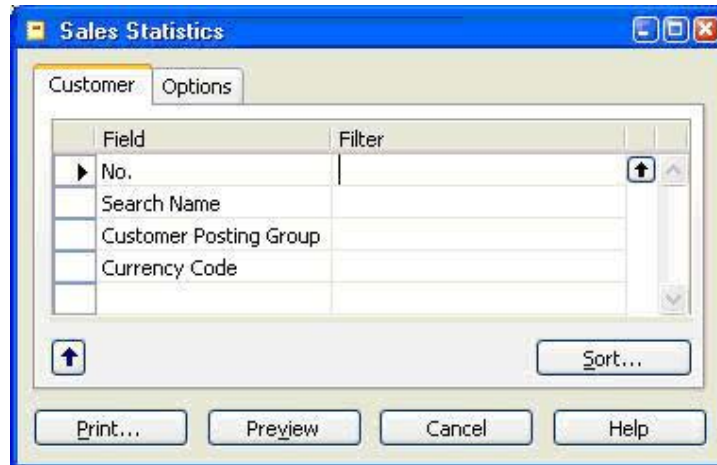 Sales Statistics
Customer Options
Field Filter
No.
Search Name
Customer Posting Group
Currency Code
Sort...
Print... Preview Cancel Help